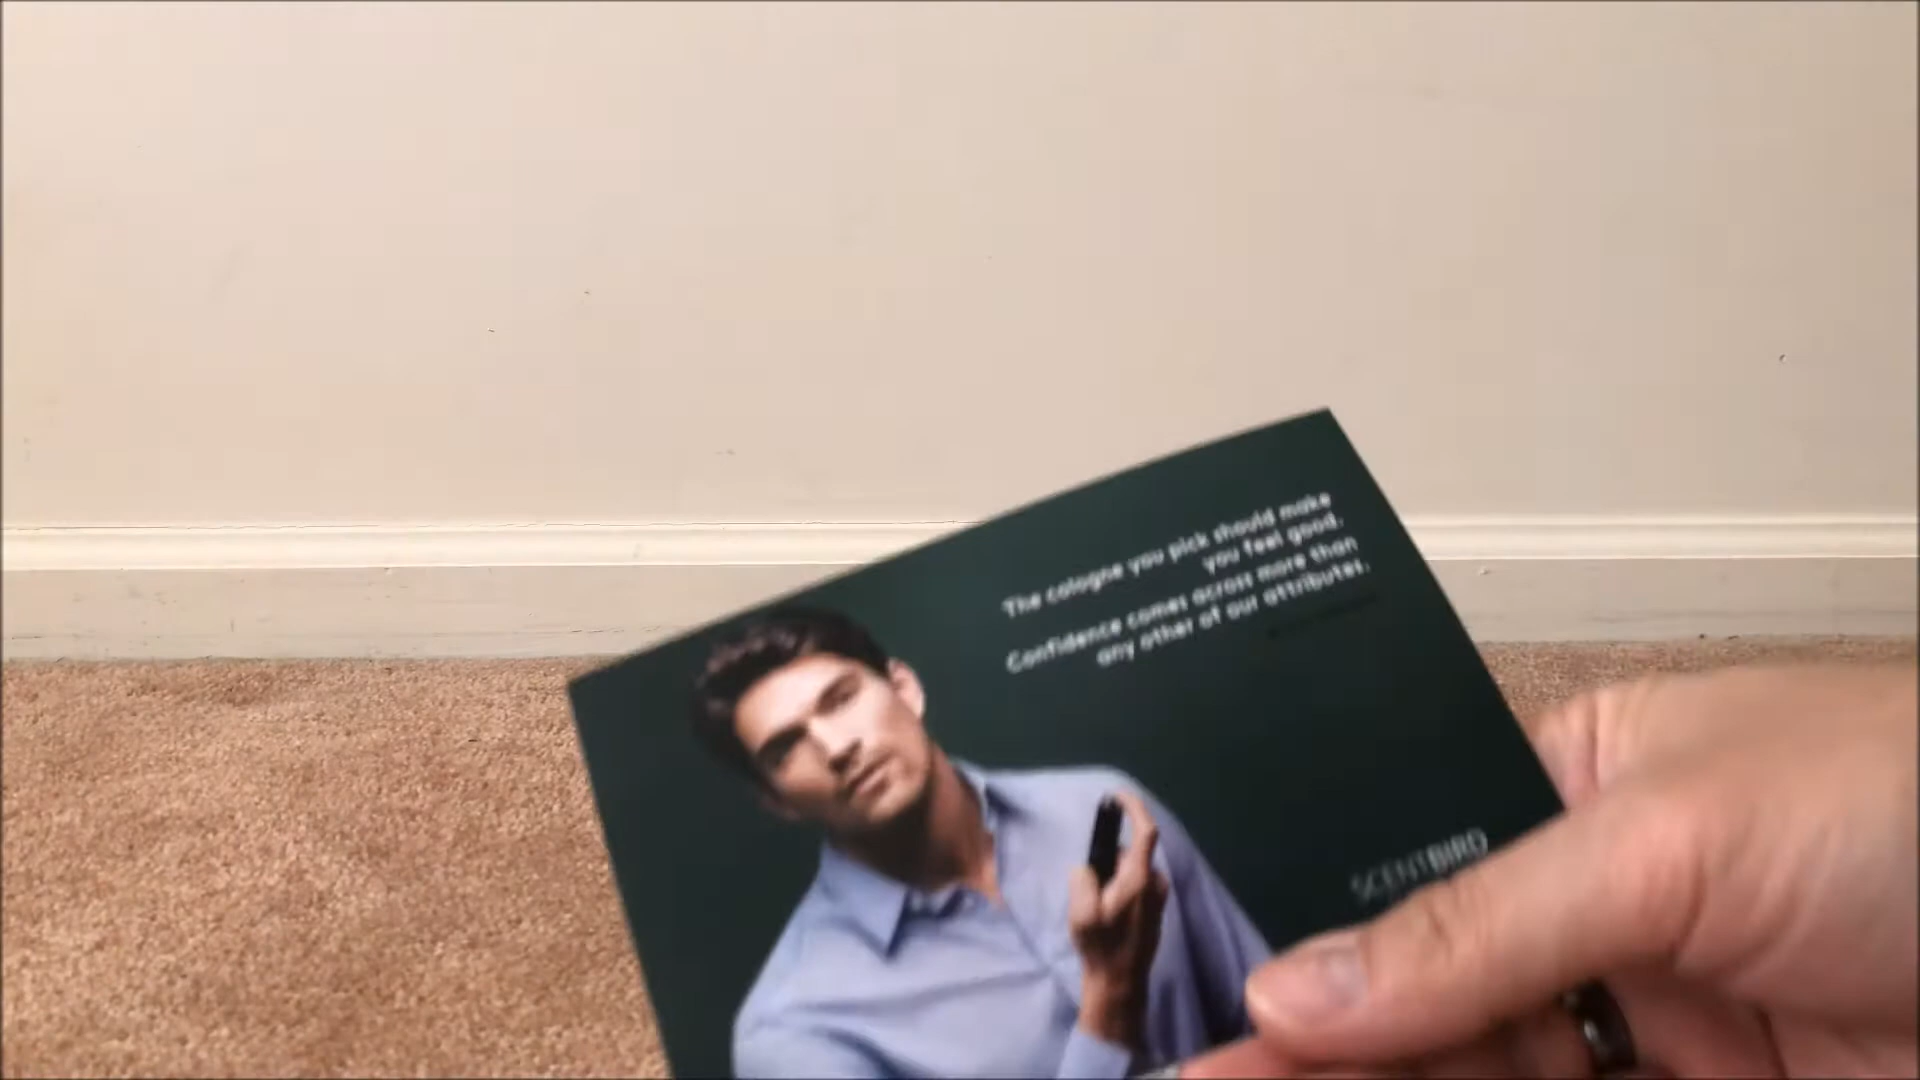 The cologne you pick should make
you feel good.
Confidence comes across more than
any other of our attributes.
SCENTBIRD